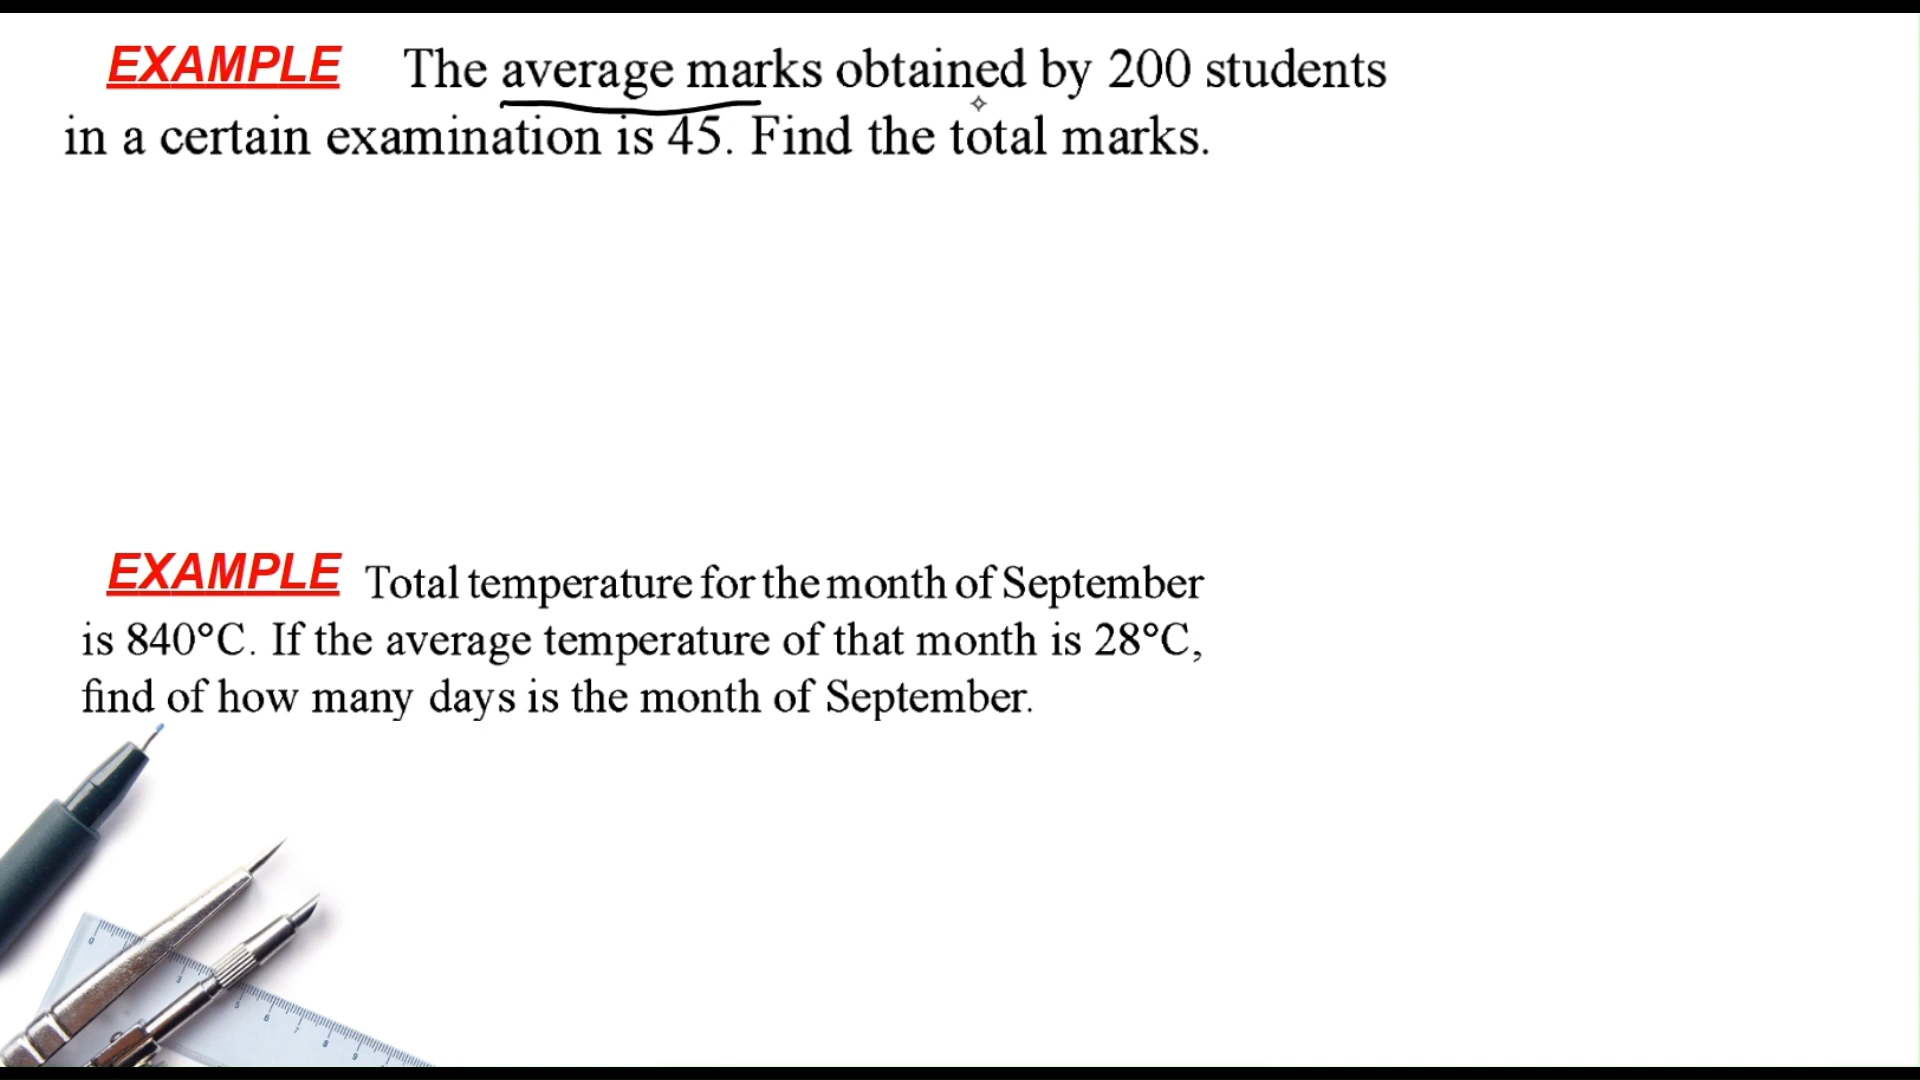 EXAMPLE The average marks obtained by 200 students
in a certain examination is 45. Find the total marks.
EXAMPLE Total temperature for the month of September
is 840°C. If the average temperature of that month is 28°C,
find of how many days is the month of September.